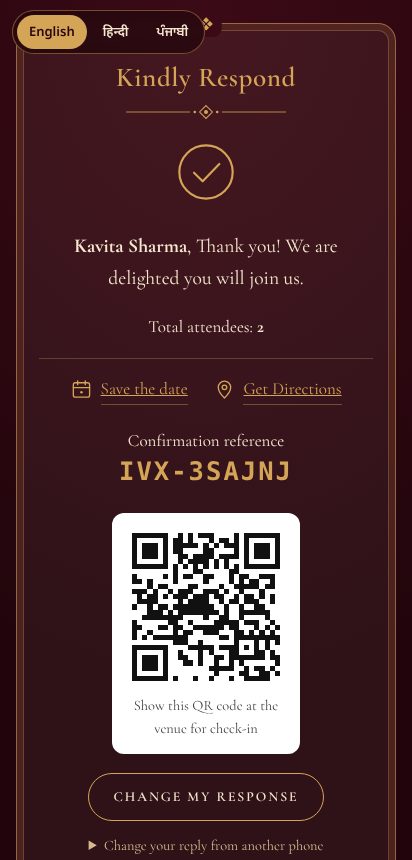 English हिन्दी ਪੰਜਾਬੀ
Kindly Respond
Kavita Sharma, Thank you! We are
delighted you will join us.
Total attendees: 2
Save the date Get Directions
Confirmation reference
IVX-3SAJNJ
Show this QR code at the
venue for check-in
CHANGE MY RESPONSE
Change your reply from another phone